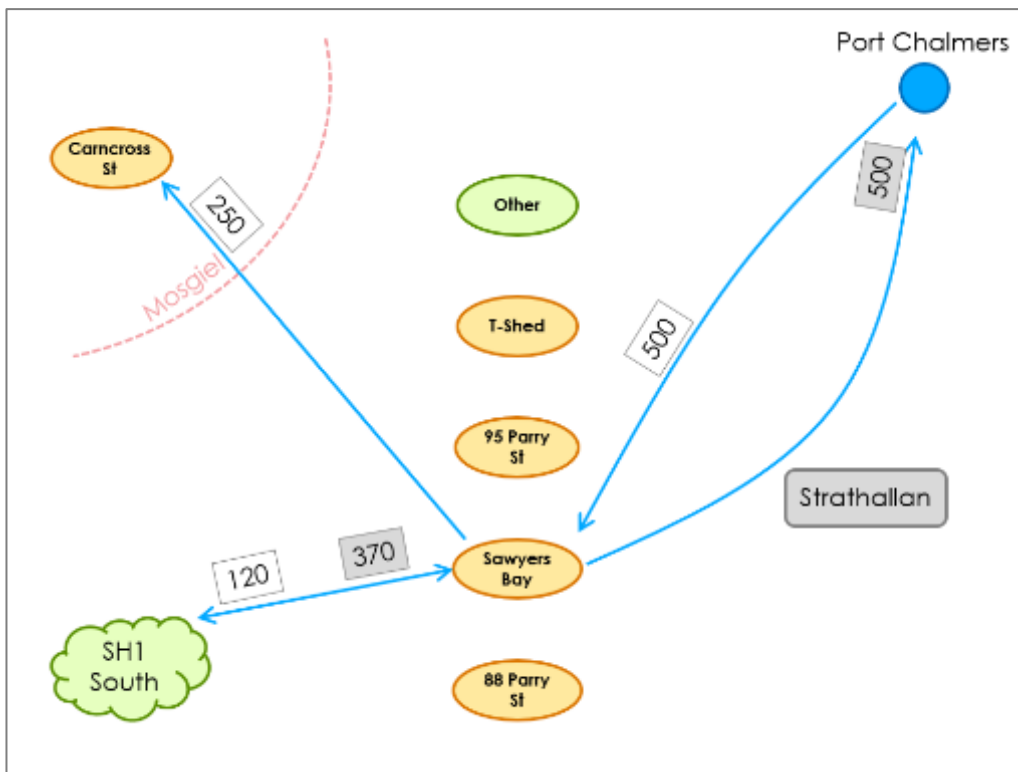 Port Chalmers
Carncross
St
250
Mosgiel
Other
500
T-Shed
500
95 Parry
St
Strathallan
120
370
Sawyers
Bay
SH1
South
88 Parry
St